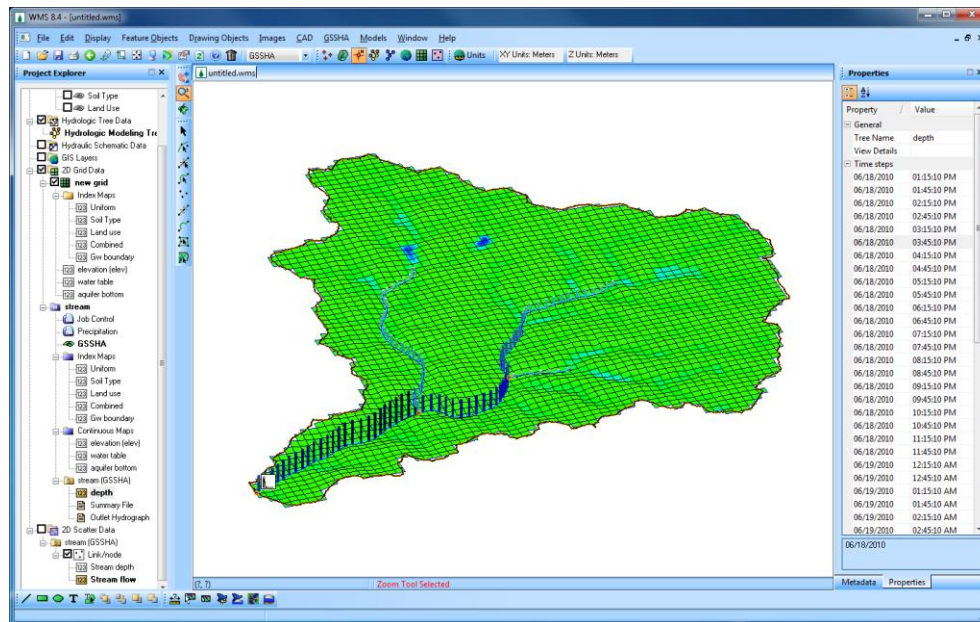 WMS 8.4 - [untitled.wms]
File Edit Display Feature Objects Drawing Objects Images CAD GSSHA Models Window Help
GSSHA Units XY Units: Meters Z Units: Meters
Project Explorer
Soil Type
Land Use
Hydrologic Tree Data
Hydrologic Modeling Tre
Hydraulic Schematic Data
GIS Layers
2D Grid Data
new grid
Index Maps
Uniform
Soil Type
Land use
Combined
Gw boundary
elevation (elev)
water table
aquifer bottom
stream
Job Control
Precipitation
GSSHA
Index Maps
Uniform
Soil Type
Land use
Combined
Gw boundary
Continuous Maps
elevation (elev)
water table
aquifer bottom
stream (GSSHA)
depth
Summary File
Outlet Hydrograph
2D Scatter Data
stream (GSSHA)
Link/node
Stream depth
Stream flow
untitled.wms
(?, ?) Zoom Tool Selected
Properties
Property / Value
General
Tree Name depth
View Details
Time steps
06/18/2010 01:15:10 PM
06/18/2010 01:45:10 PM
06/18/2010 02:15:10 PM
06/18/2010 02:45:10 PM
06/18/2010 03:15:10 PM
06/18/2010 03:45:10 PM
06/18/2010 04:15:10 PM
06/18/2010 04:45:10 PM
06/18/2010 05:15:10 PM
06/18/2010 05:45:10 PM
06/18/2010 06:15:10 PM
06/18/2010 06:45:10 PM
06/18/2010 07:15:10 PM
06/18/2010 07:45:10 PM
06/18/2010 08:15:10 PM
06/18/2010 08:45:10 PM
06/18/2010 09:15:10 PM
06/18/2010 09:45:10 PM
06/18/2010 10:15:10 PM
06/18/2010 10:45:10 PM
06/18/2010 11:15:10 PM
06/18/2010 11:45:10 PM
06/19/2010 12:15:10 AM
06/19/2010 12:45:10 AM
06/19/2010 01:15:10 AM
06/19/2010 01:45:10 AM
06/19/2010 02:15:10 AM
06/19/2010 02:45:10 AM
06/18/2010
Metadata Properties